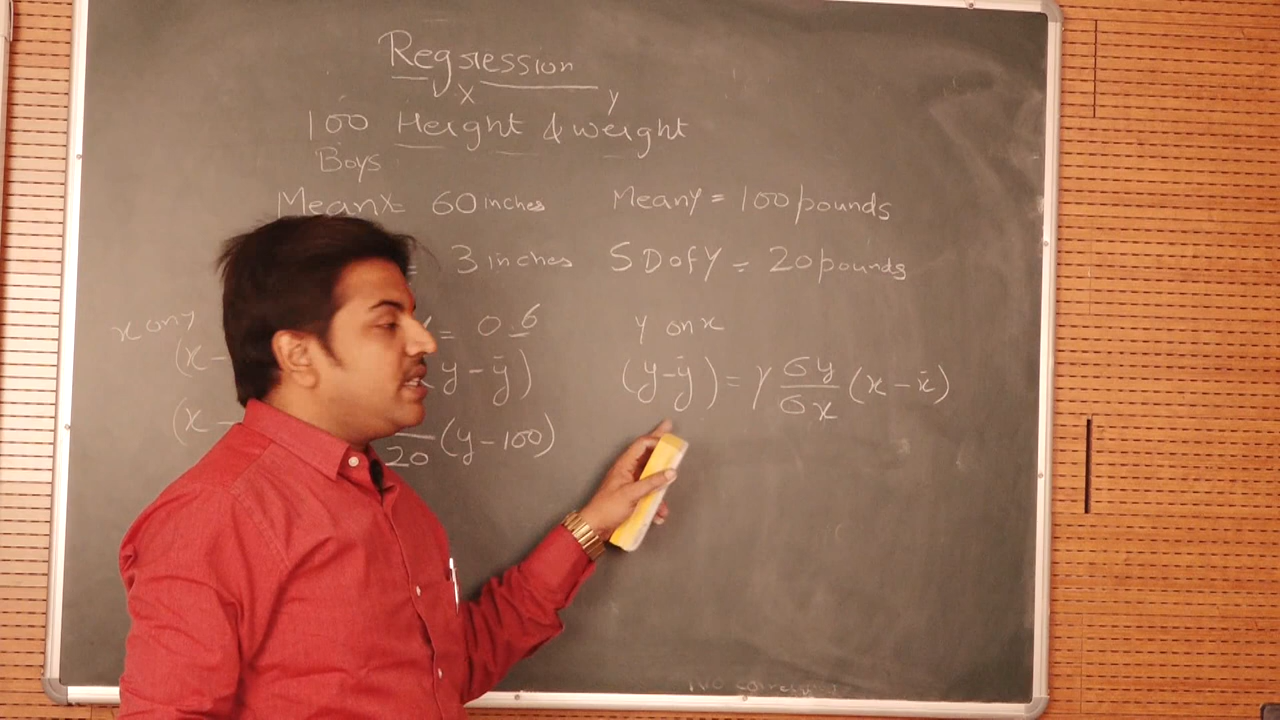 Regression
X Y
100 Height & weight
Boys
Mean X = 60 inches Mean Y = 100 pounds
= 3 inches SD of Y = 20 pounds
x on y = 0.6 y on x
(x- (y-ȳ) (y-ȳ) = γ σy/σx (x-x̄)
(x- 20 (y-100)